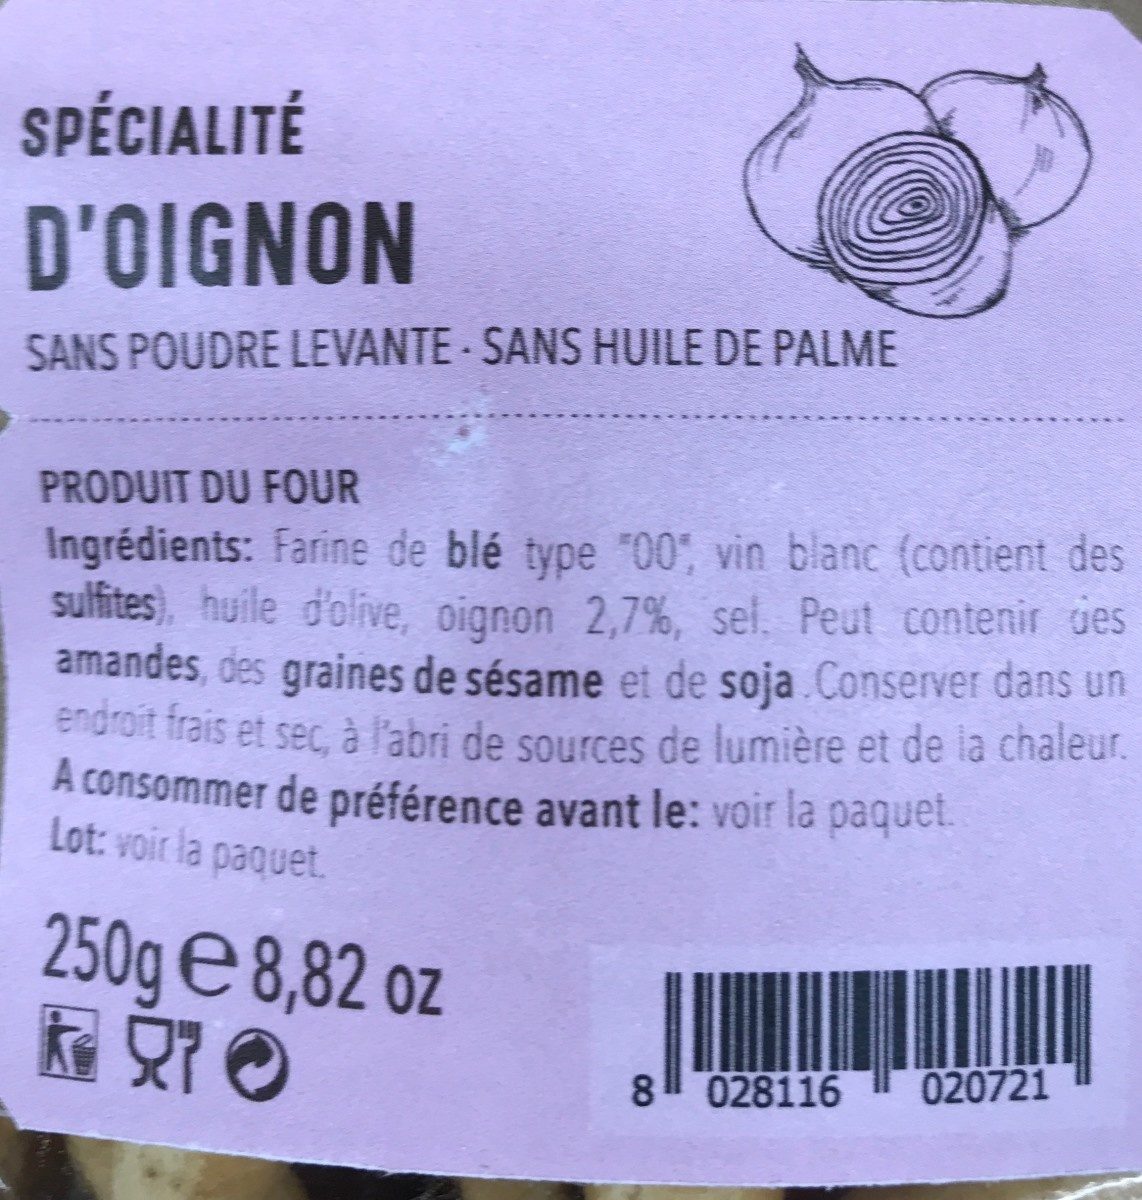 SPÉCIALITÉ
D'OIGNON
SANS POUDRE LEVANTE · SANS HUILE DE PALME
PRODUIT DU FOUR
Ingrédients: Farine de blé type "00", vin blanc (contient des
sulfites), huile d'olive, oignon 2,7%, sel. Peut contenir des
amandes, des graines de sésame et de soja .Conserver dans un
endroit frais et sec, à l'abri de sources de lumière et de la chaleur.
A consommer de préférence avant le: voir la paquet.
Lot: voir la paquet.
250g e 8,82 oz
8 028116 020721